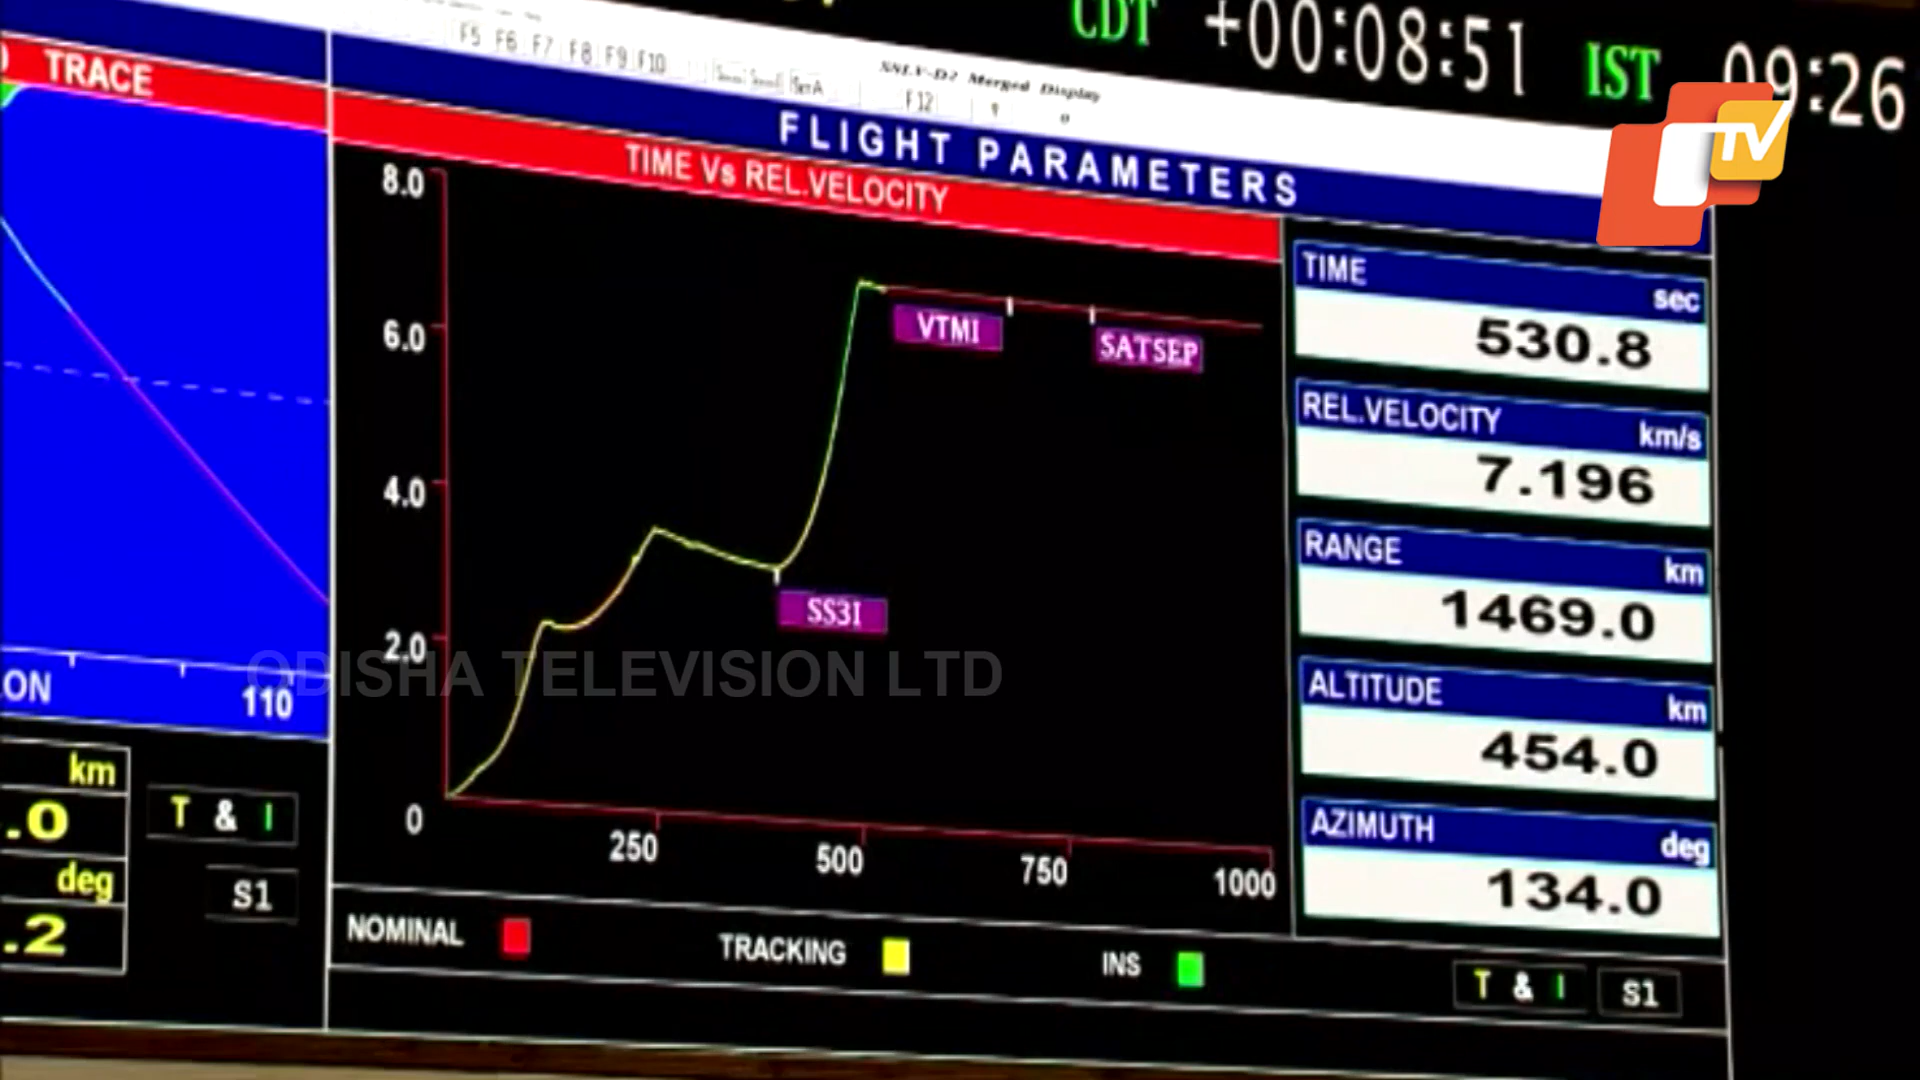 CDT +00:08:51 IST 09:26
F5 F6 F7 F8 F9 F10
SSLV-D2 Merged Display
F12
TRACE
FLIGHT PARAMETERS
TIME Vs REL.VELOCITY
TV
8.0
6.0
4.0
2.0
0
250
500
750
1000
VTMI
SATSEP
SS3I
TIME sec
530.8
REL.VELOCITY km/s
7.196
RANGE km
1469.0
ALTITUDE km
454.0
AZIMUTH deg
134.0
ODISHA TELEVISION LTD
ON 110
km
.0
deg
.2
T & I
S1
NOMINAL
TRACKING
INS
T & I
S1